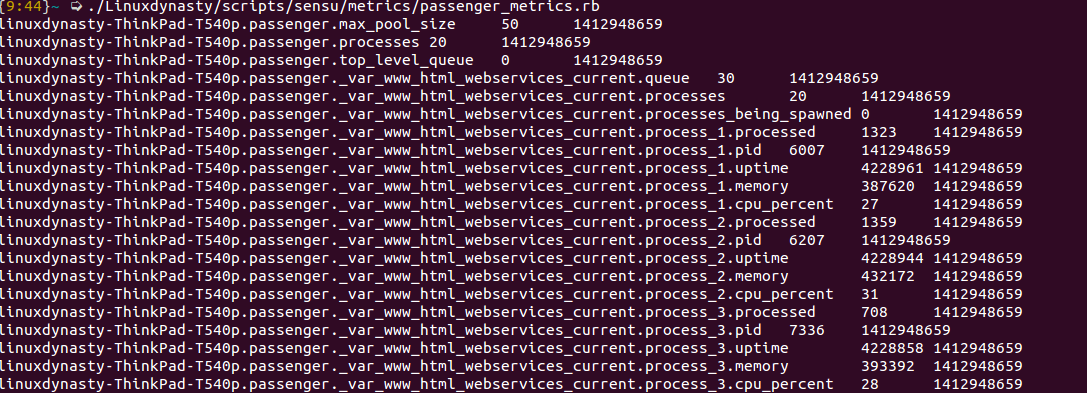 {9:44}~ ➭ ./Linuxdynasty/scripts/sensu/metrics/passenger_metrics.rb
linuxdynasty-ThinkPad-T540p.passenger.max_pool_size 50 1412948659
linuxdynasty-ThinkPad-T540p.passenger.processes 20 1412948659
linuxdynasty-ThinkPad-T540p.passenger.top_level_queue 0 1412948659
linuxdynasty-ThinkPad-T540p.passenger._var_www_html_webservices_current.queue 30 1412948659
linuxdynasty-ThinkPad-T540p.passenger._var_www_html_webservices_current.processes 20 1412948659
linuxdynasty-ThinkPad-T540p.passenger._var_www_html_webservices_current.processes_being_spawned 0 1412948659
linuxdynasty-ThinkPad-T540p.passenger._var_www_html_webservices_current.process_1.processed 1323 1412948659
linuxdynasty-ThinkPad-T540p.passenger._var_www_html_webservices_current.process_1.pid 6007 1412948659
linuxdynasty-ThinkPad-T540p.passenger._var_www_html_webservices_current.process_1.uptime 4228961 1412948659
linuxdynasty-ThinkPad-T540p.passenger._var_www_html_webservices_current.process_1.memory 387620 1412948659
linuxdynasty-ThinkPad-T540p.passenger._var_www_html_webservices_current.process_1.cpu_percent 27 1412948659
linuxdynasty-ThinkPad-T540p.passenger._var_www_html_webservices_current.process_2.processed 1359 1412948659
linuxdynasty-ThinkPad-T540p.passenger._var_www_html_webservices_current.process_2.pid 6207 1412948659
linuxdynasty-ThinkPad-T540p.passenger._var_www_html_webservices_current.process_2.uptime 4228944 1412948659
linuxdynasty-ThinkPad-T540p.passenger._var_www_html_webservices_current.process_2.memory 432172 1412948659
linuxdynasty-ThinkPad-T540p.passenger._var_www_html_webservices_current.process_2.cpu_percent 31 1412948659
linuxdynasty-ThinkPad-T540p.passenger._var_www_html_webservices_current.process_3.processed 708 1412948659
linuxdynasty-ThinkPad-T540p.passenger._var_www_html_webservices_current.process_3.pid 7336 1412948659
linuxdynasty-ThinkPad-T540p.passenger._var_www_html_webservices_current.process_3.uptime 4228858 1412948659
linuxdynasty-ThinkPad-T540p.passenger._var_www_html_webservices_current.process_3.memory 393392 1412948659
linuxdynasty-ThinkPad-T540p.passenger._var_www_html_webservices_current.process_3.cpu_percent 28 1412948659